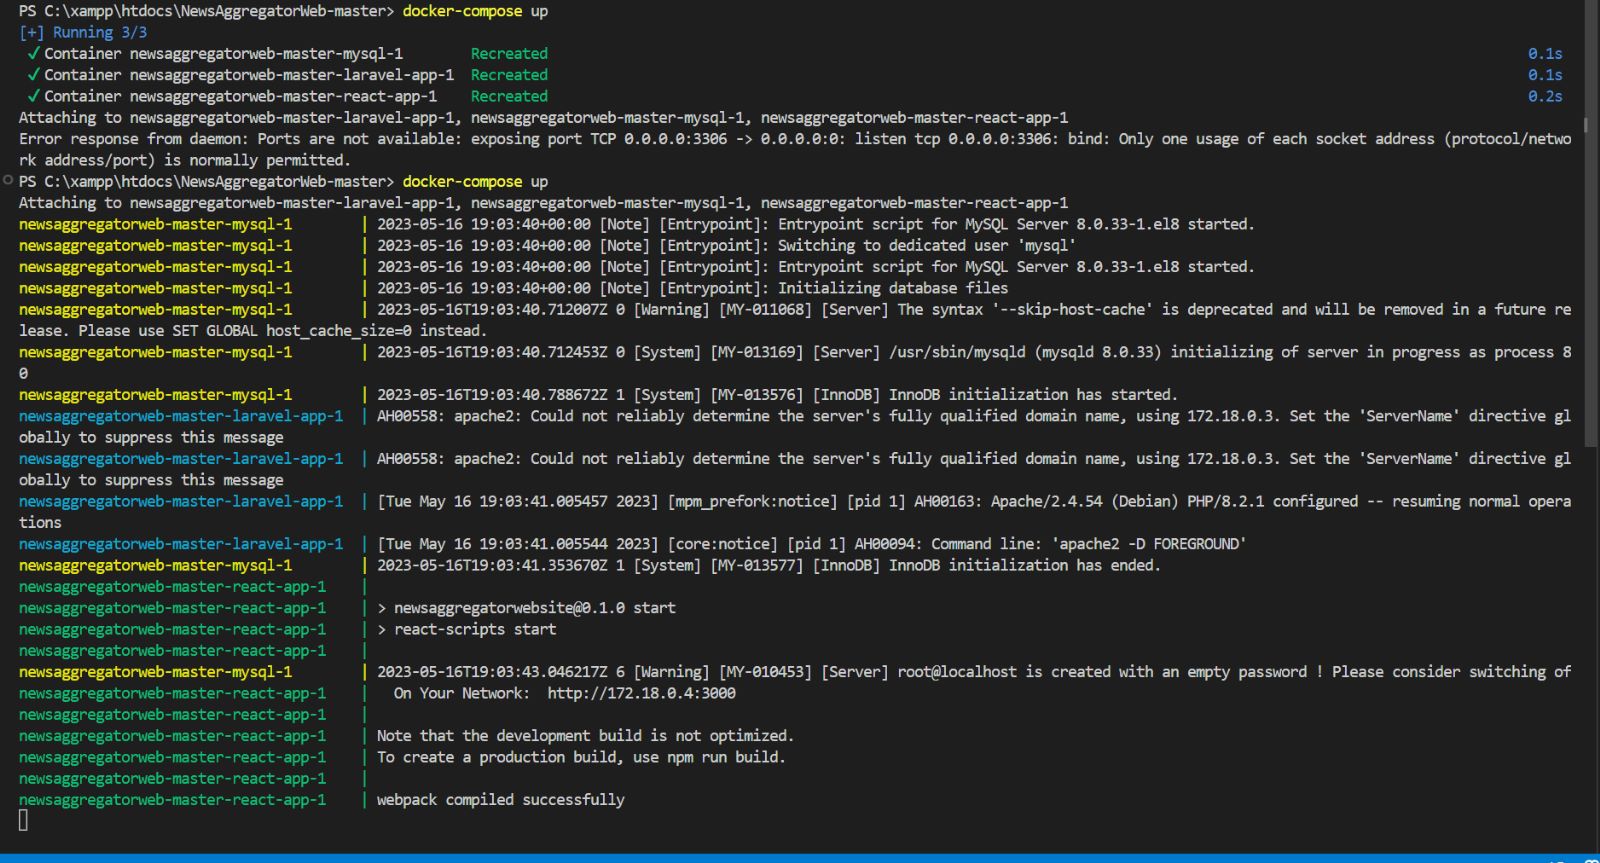 PS C:\xampp\htdocs\NewsAggregatorWeb-master> docker-compose up
[+] Running 3/3
✓ Container newsaggregatorweb-master-mysql-1 Recreated 0.1s
✓ Container newsaggregatorweb-master-laravel-app-1 Recreated 0.1s
✓ Container newsaggregatorweb-master-react-app-1 Recreated 0.2s
Attaching to newsaggregatorweb-master-laravel-app-1, newsaggregatorweb-master-mysql-1, newsaggregatorweb-master-react-app-1
Error response from daemon: Ports are not available: exposing port TCP 0.0.0.0:3306 -> 0.0.0.0:0: listen tcp 0.0.0.0:3306: bind: Only one usage of each socket address (protocol/netwo
rk address/port) is normally permitted.
PS C:\xampp\htdocs\NewsAggregatorWeb-master> docker-compose up
Attaching to newsaggregatorweb-master-laravel-app-1, newsaggregatorweb-master-mysql-1, newsaggregatorweb-master-react-app-1
newsaggregatorweb-master-mysql-1 | 2023-05-16 19:03:40+00:00 [Note] [Entrypoint]: Entrypoint script for MySQL Server 8.0.33-1.el8 started.
newsaggregatorweb-master-mysql-1 | 2023-05-16 19:03:40+00:00 [Note] [Entrypoint]: Switching to dedicated user 'mysql'
newsaggregatorweb-master-mysql-1 | 2023-05-16 19:03:40+00:00 [Note] [Entrypoint]: Entrypoint script for MySQL Server 8.0.33-1.el8 started.
newsaggregatorweb-master-mysql-1 | 2023-05-16 19:03:40+00:00 [Note] [Entrypoint]: Initializing database files
newsaggregatorweb-master-mysql-1 | 2023-05-16T19:03:40.712007Z 0 [Warning] [MY-011068] [Server] The syntax '--skip-host-cache' is deprecated and will be removed in a future re
lease. Please use SET GLOBAL host_cache_size=0 instead.
newsaggregatorweb-master-mysql-1 | 2023-05-16T19:03:40.712453Z 0 [System] [MY-013169] [Server] /usr/sbin/mysqld (mysqld 8.0.33) initializing of server in progress as process 8
0
newsaggregatorweb-master-mysql-1 | 2023-05-16T19:03:40.788672Z 1 [System] [MY-013576] [InnoDB] InnoDB initialization has started.
newsaggregatorweb-master-laravel-app-1 | AH00558: apache2: Could not reliably determine the server's fully qualified domain name, using 172.18.0.3. Set the 'ServerName' directive gl
obally to suppress this message
newsaggregatorweb-master-laravel-app-1 | AH00558: apache2: Could not reliably determine the server's fully qualified domain name, using 172.18.0.3. Set the 'ServerName' directive gl
obally to suppress this message
newsaggregatorweb-master-laravel-app-1 | [Tue May 16 19:03:41.005457 2023] [mpm_prefork:notice] [pid 1] AH00163: Apache/2.4.54 (Debian) PHP/8.2.1 configured -- resuming normal opera
tions
newsaggregatorweb-master-laravel-app-1 | [Tue May 16 19:03:41.005544 2023] [core:notice] [pid 1] AH00094: Command line: 'apache2 -D FOREGROUND'
newsaggregatorweb-master-mysql-1 | 2023-05-16T19:03:41.353670Z 1 [System] [MY-013577] [InnoDB] InnoDB initialization has ended.
newsaggregatorweb-master-react-app-1 |
newsaggregatorweb-master-react-app-1 | > newsaggregatorwebsite@0.1.0 start
newsaggregatorweb-master-react-app-1 | > react-scripts start
newsaggregatorweb-master-react-app-1 |
newsaggregatorweb-master-mysql-1 | 2023-05-16T19:03:43.046217Z 6 [Warning] [MY-010453] [Server] root@localhost is created with an empty password ! Please consider switching of
newsaggregatorweb-master-react-app-1 | On Your Network: http://172.18.0.4:3000
newsaggregatorweb-master-react-app-1 |
newsaggregatorweb-master-react-app-1 | Note that the development build is not optimized.
newsaggregatorweb-master-react-app-1 | To create a production build, use npm run build.
newsaggregatorweb-master-react-app-1 |
newsaggregatorweb-master-react-app-1 | webpack compiled successfully